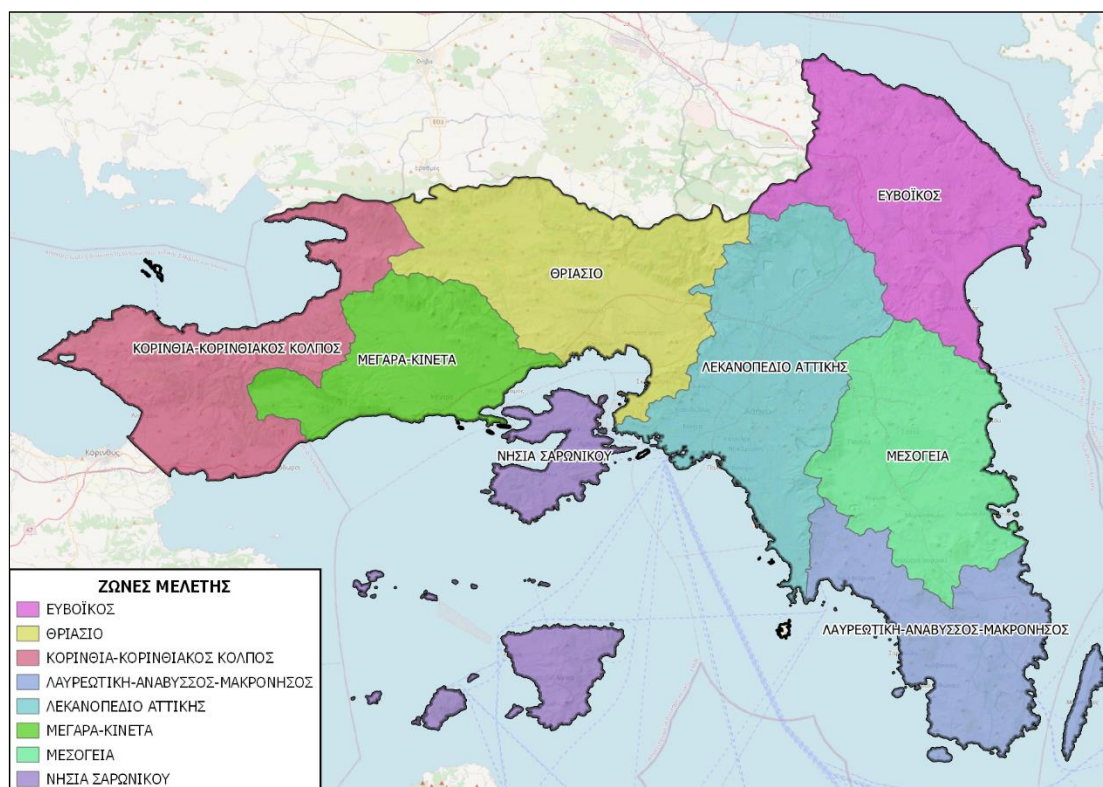 ΕΥΒΟΪΚΟΣ
ΘΡΙΑΣΙΟ
ΚΟΡΙΝΘΙΑ-ΚΟΡΙΝΘΙΑΚΟΣ ΚΟΛΠΟΣ
ΜΕΓΑΡΑ-ΚΙΝΕΤΑ
ΛΕΚΑΝΟΠΕΔΙΟ ΑΤΤΙΚΗΣ
ΝΗΣΙΑ ΣΑΡΩΝΙΚΟΥ
ΜΕΣΟΓΕΙΑ
Κόρινθος
ΛΑΥΡΕΩΤΙΚΗ-ΑΝΑΒΥΣΣΟΣ-ΜΑΚΡΟΝΗΣΟΣ
ΖΩΝΕΣ ΜΕΛΕΤΗΣ
ΕΥΒΟΪΚΟΣ
ΘΡΙΑΣΙΟ
ΚΟΡΙΝΘΙΑ-ΚΟΡΙΝΘΙΑΚΟΣ ΚΟΛΠΟΣ
ΛΑΥΡΕΩΤΙΚΗ-ΑΝΑΒΥΣΣΟΣ-ΜΑΚΡΟΝΗΣΟΣ
ΛΕΚΑΝΟΠΕΔΙΟ ΑΤΤΙΚΗΣ
ΜΕΓΑΡΑ-ΚΙΝΕΤΑ
ΜΕΣΟΓΕΙΑ
ΝΗΣΙΑ ΣΑΡΩΝΙΚΟΥ